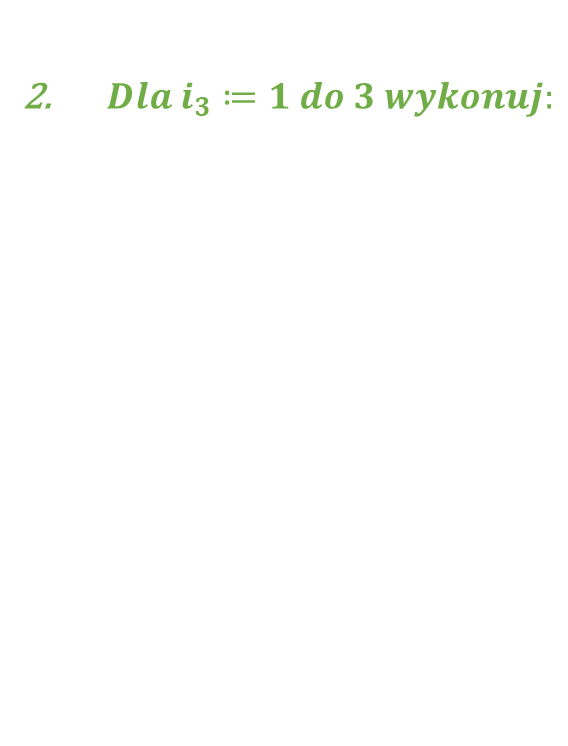 2. Dla i₃ ≔ 1 do 3 wykonuj: